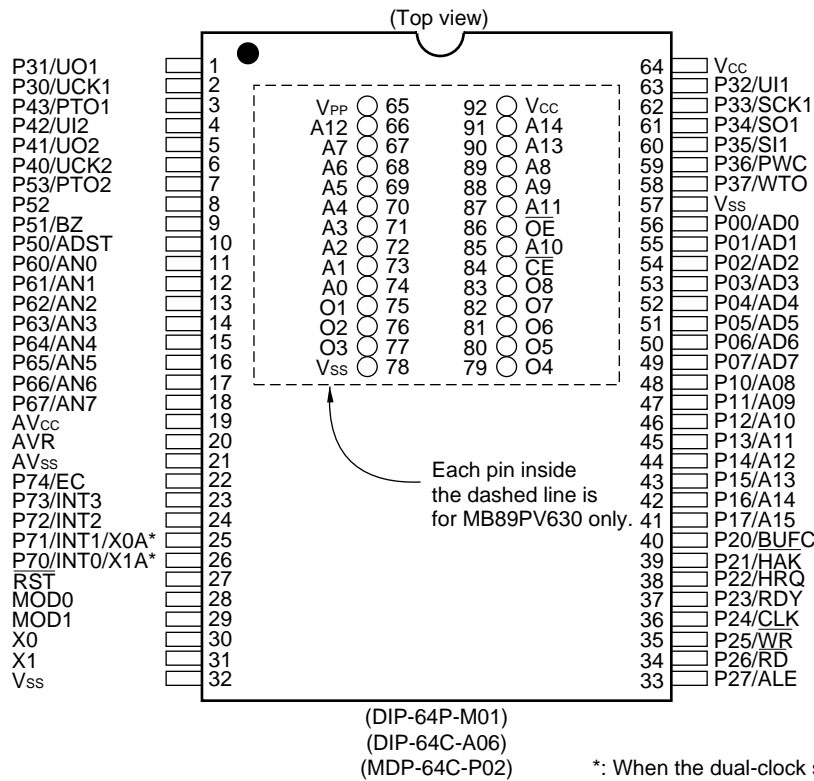 (Top view)
P31/UO1 1
P30/UCK1 2
P43/PTO1 3
P42/UI2 4
P41/UO2 5
P40/UCK2 6
P53/PTO2 7
P52 8
P51/BZ 9
P50/ADST 10
P60/AN0 11
P61/AN1 12
P62/AN2 13
P63/AN3 14
P64/AN4 15
P65/AN5 16
P66/AN6 17
P67/AN7 18
AVCC 19
AVR 20
AVSS 21
P74/EC 22
P73/INT3 23
P72/INT2 24
P71/INT1/X0A* 25
P70/INT0/X1A* 26
RST 27
MOD0 28
MOD1 29
X0 30
X1 31
VSS 32
VPP 65 92 VCC
A12 66 91 A14
A7 67 90 A13
A6 68 89 A8
A5 69 88 A9
A4 70 87 A11
A3 71 86 OE
A2 72 85 A10
A1 73 84 CE
A0 74 83 O8
O1 75 82 O7
O2 76 81 O6
O3 77 80 O5
VSS 78 79 O4
Each pin inside
the dashed line is
for MB89PV630 only.
64 VCC
63 P32/UI1
62 P33/SCK1
61 P34/SO1
60 P35/SI1
59 P36/PWC
58 P37/WTO
57 VSS
56 P00/AD0
55 P01/AD1
54 P02/AD2
53 P03/AD3
52 P04/AD4
51 P05/AD5
50 P06/AD6
49 P07/AD7
48 P10/A08
47 P11/A09
46 P12/A10
45 P13/A11
44 P14/A12
43 P15/A13
42 P16/A14
41 P17/A15
40 P20/BUFC
39 P21/HAK
38 P22/HRQ
37 P23/RDY
36 P24/CLK
35 P25/WR
34 P26/RD
33 P27/ALE
(DIP-64P-M01)
(DIP-64C-A06)
(MDP-64C-P02)
*: When the dual-clock